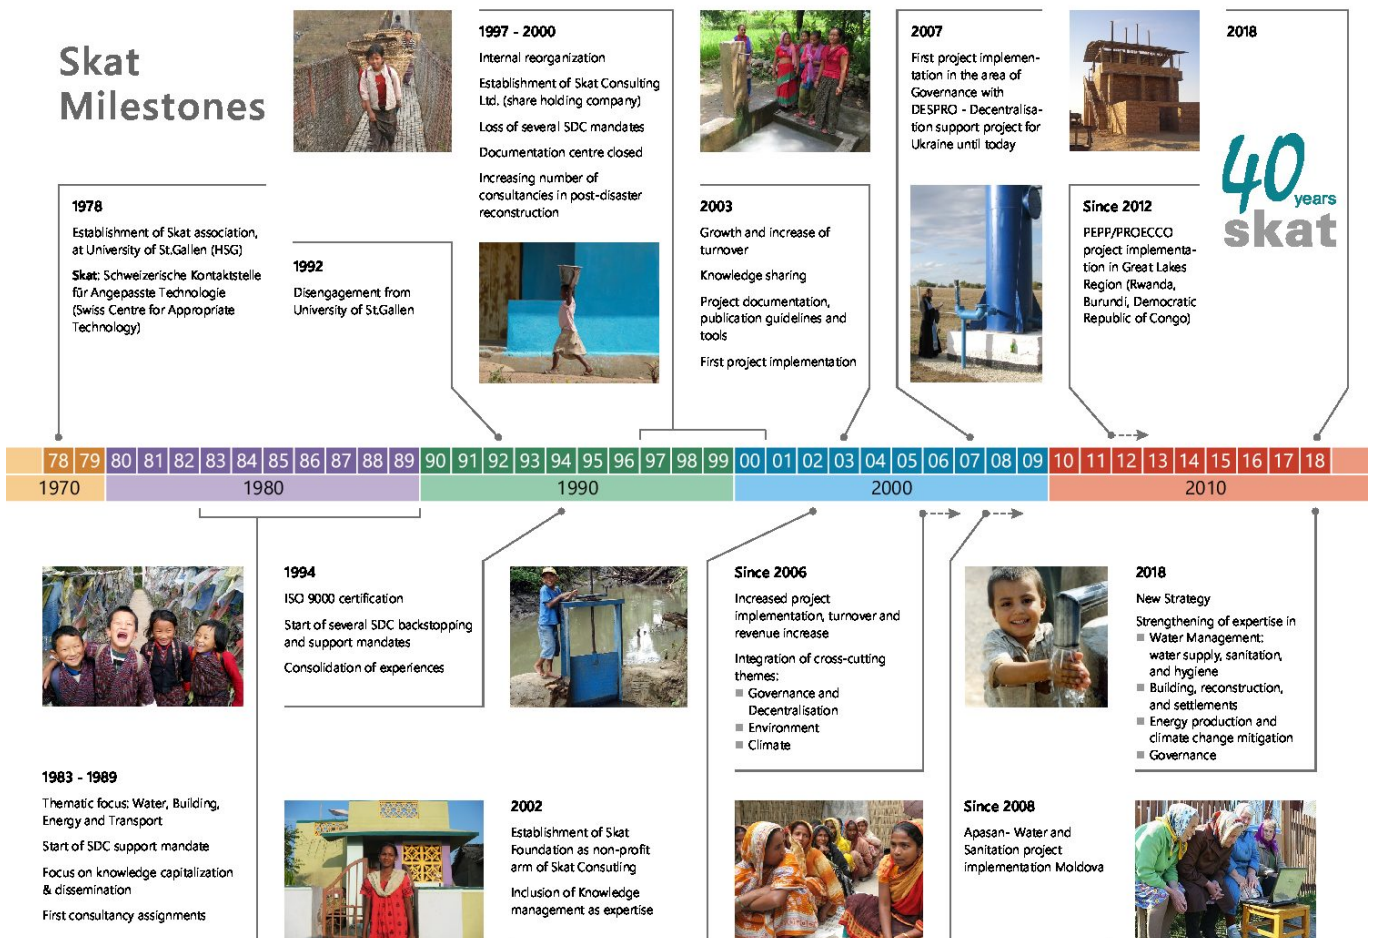 Skat
Milestones
1978
Establishment of Skat association,
at University of St.Gallen (HSG)
Skat: Schweizerische Kontaktstelle
für Angepasste Technologie
(Swiss Centre for Appropriate
Technology)
1992
Disengagement from
University of St.Gallen
1997 - 2000
Internal reorganization
Establishment of Skat Consulting
Ltd. (share holding company)
Loss of several SDC mandates
Documentation centre closed
Increasing number of
consultancies in post-disaster
reconstruction
2003
Growth and increase of
turnover
Knowledge sharing
Project documentation,
publication guidelines and
tools
First project implementation
2007
First project implemen-
tation in the area of
Governance with
DESPRO - Decentralisa-
tion support project for
Ukraine until today
Since 2012
PEPP/PROECCO
project implementa-
tion in Great Lakes
Region (Rwanda,
Burundi, Democratic
Republic of Congo)
2018
40
years
skat
78 79 80 81 82 83 84 85 86 87 88 89 90 91 92 93 94 95 96 97 98 99 00 01 02 03 04 05 06 07 08 09 10 11 12 13 14 15 16 17 18
1970 1980 1990 2000 2010
1983 - 1989
Thematic focus: Water, Building,
Energy and Transport
Start of SDC support mandate
Focus on knowledge capitalization
& dissemination
First consultancy assignments
1994
ISO 9000 certification
Start of several SDC backstopping
and support mandates
Consolidation of experiences
2002
Establishment of Skat
Foundation as non-profit
arm of Skat Consutling
Inclusion of Knowledge
management as expertise
Since 2006
Increased project
implementation, turnover and
revenue increase
Integration of cross-cutting
themes:
Governance and
Decentralisation
Environment
Climate
Since 2008
Apasan- Water and
Sanitation project
implementation Moldova
2018
New Strategy
Strengthening of expertise in
Water Management:
water supply, sanitation,
and hygiene
Building, reconstruction,
and settlements
Energy production and
climate change mitigation
Governance